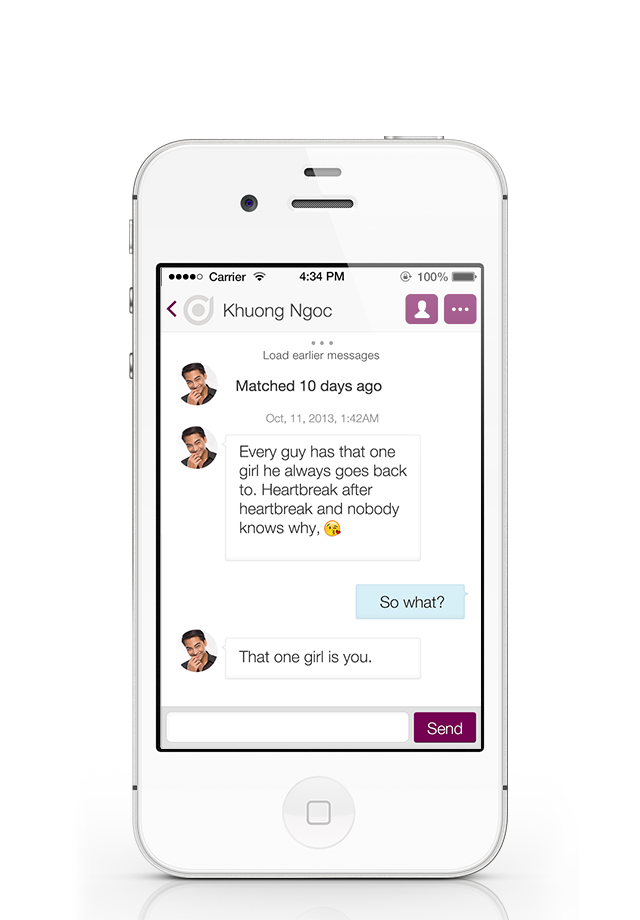 Carrier 4:34 PM 100%
Khuong Ngoc
Load earlier messages
Matched 10 days ago
Oct, 11, 2013, 1:42AM
Every guy has that one
girl he always goes back
to. Heartbreak after
heartbreak and nobody
knows why, 😘
So what?
That one girl is you.
Send